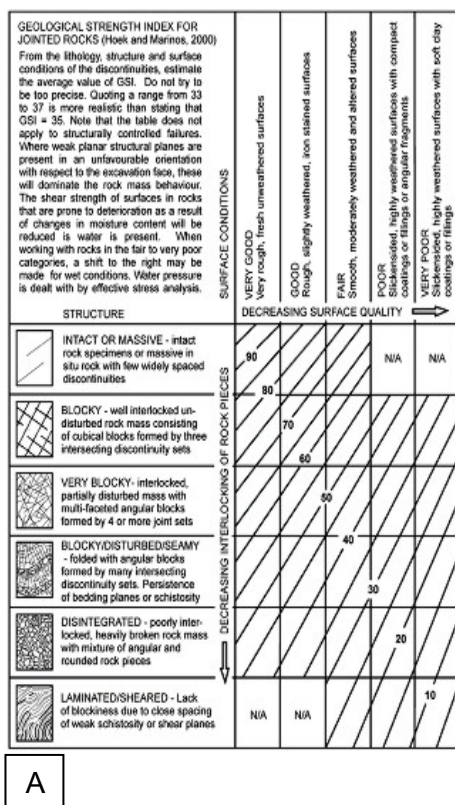 GEOLOGICAL STRENGTH INDEX FOR
JOINTED ROCKS (Hoek and Marinos, 2000)
From the lithology, structure and surface
conditions of the discontinuities, estimate
the average value of GSI. Do not try to
be too precise. Quoting a range from 33
to 37 is more realistic than stating that
GSI = 35. Note that the table does not
apply to structurally controlled failures.
Where weak planar structural planes are
present in an unfavourable orientation
with respect to the excavation face, these
will dominate the rock mass behaviour.
The shear strength of surfaces in rocks
that are prone to deterioration as a result
of changes in moisture content will be
reduced is water is present. When
working with rocks in the fair to very poor
categories, a shift to the right may be
made for wet conditions. Water pressure
is dealt with by effective stress analysis.
SURFACE CONDITIONS
VERY GOOD
Very rough, fresh unweathered surfaces
GOOD
Rough, slightly weathered, iron stained surfaces
FAIR
Smooth, moderately weathered and altered surfaces
POOR
Slickensided, highly weathered surfaces with compact
coatings or fillings or angular fragments
VERY POOR
Slickensided, highly weathered surfaces with soft clay
coatings or fillings
STRUCTURE
DECREASING SURFACE QUALITY
DECREASING INTERLOCKING OF ROCK PIECES
INTACT OR MASSIVE - intact
rock specimens or massive in
situ rock with few widely spaced
discontinuities
90
80
N/A
N/A
BLOCKY - well interlocked un-
disturbed rock mass consisting
of cubical blocks formed by three
intersecting discontinuity sets
70
60
VERY BLOCKY- interlocked,
partially disturbed mass with
multi-faceted angular blocks
formed by 4 or more joint sets
50
40
BLOCKY/DISTURBED/SEAMY
- folded with angular blocks
formed by many intersecting
discontinuity sets. Persistence
of bedding planes or schistosity
30
DISINTEGRATED - poorly inter-
locked, heavily broken rock mass
with mixture of angular and
rounded rock pieces
20
LAMINATED/SHEARED - Lack
of blockiness due to close spacing
of weak schistosity or shear planes
N/A
N/A
10
A